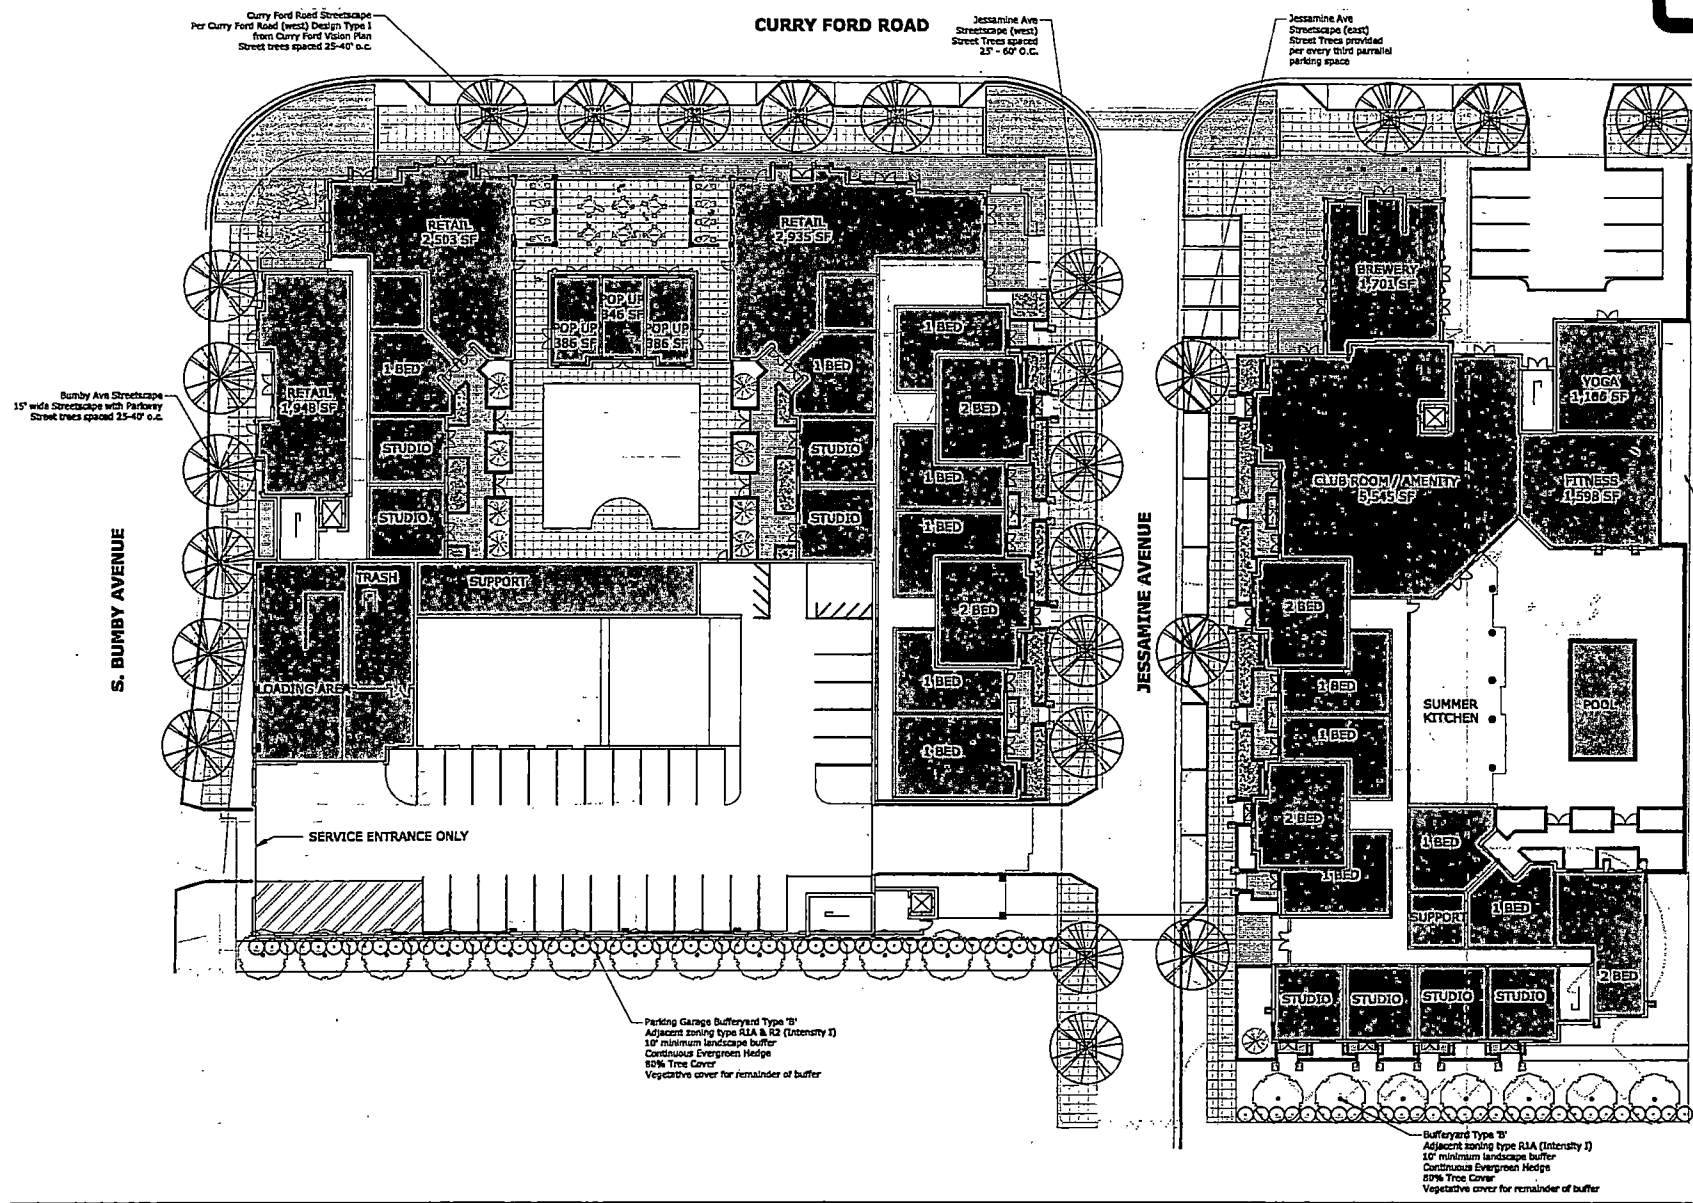 Curry Ford Road Streetscape
Per Curry Ford Road (west) Design Type I
from Curry Ford Vision Plan
Street trees spaced 25-40' o.c.
CURRY FORD ROAD
Jessamine Ave
Streetscape (west)
Street Trees spaced
25' - 60' O.C.
Jessamine Ave
Streetscape (east)
Street Trees provided
per every third parrallel
parking space
RETAIL
2,503 SF
RETAIL
2,935 SF
BREWERY
1,701 SF
POP UP
346 SF
POP UP
386 SF
POP UP
386 SF
1 BED
1 BED
1 BED
2 BED
YOGA
1,186 SF
Bumby Ave Streetscape
15' wide Streetscape with Parkway
Street trees spaced 25-40' o.c.
RETAIL
1,948 SF
STUDIO
STUDIO
1 BED
CLUB ROOM / AMENITY
5,545 SF
FITNESS
1,598 SF
STUDIO
STUDIO
1 BED
S. BUMBY AVENUE
JESSAMINE AVENUE
TRASH
SUPPORT
2 BED
2 BED
LOADING AREA
1 BED
1 BED
SUMMER
KITCHEN
POOL
1 BED
1 BED
2 BED
SERVICE ENTRANCE ONLY
1 BED
1 BED
1 BED
SUPPORT
2 BED
STUDIO
STUDIO
STUDIO
STUDIO
Parking Garage Bufferyard Type 'B'
Adjacent zoning type R1A & R2 (Intensity I)
10' minimum landscape buffer
Continuous Evergreen Hedge
80% Tree Cover
Vegetative cover for remainder of buffer
Bufferyard Type 'B'
Adjacent zoning type R1A (Intensity I)
10' minimum landscape buffer
Continuous Evergreen Hedge
80% Tree Cover
Vegetative cover for remainder of buffer